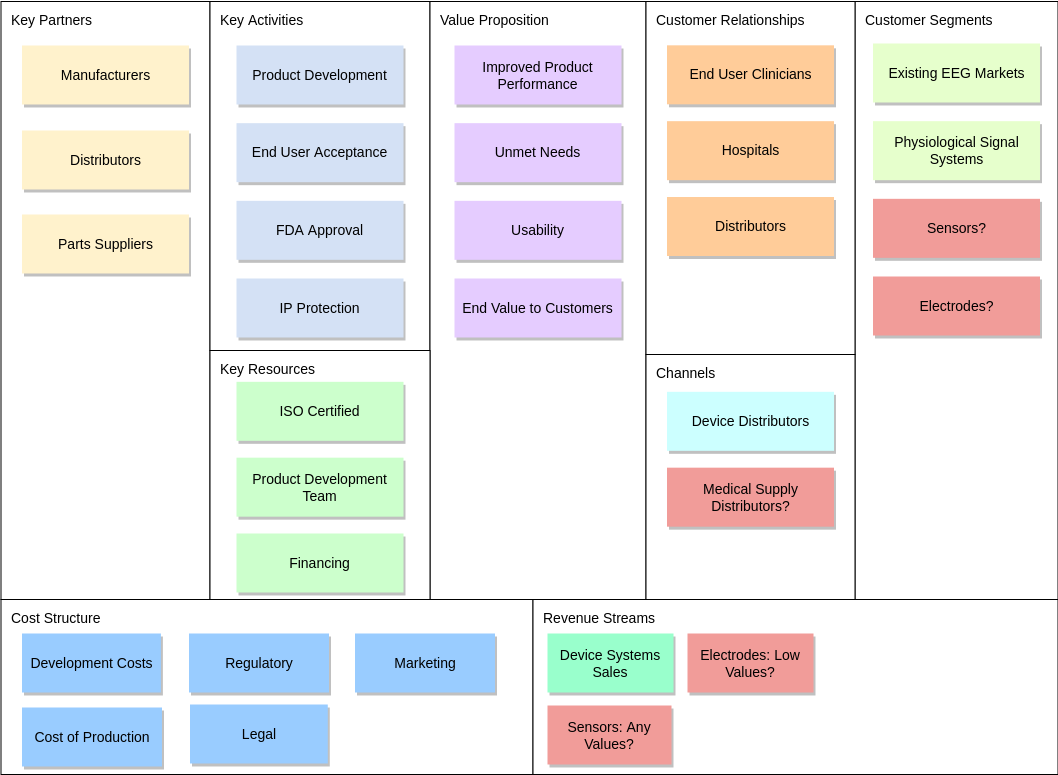 Key Partners
Manufacturers
Distributors
Parts Suppliers
Key Activities
Product Development
End User Acceptance
FDA Approval
IP Protection
Key Resources
ISO Certified
Product Development
Team
Financing
Value Proposition
Improved Product
Performance
Unmet Needs
Usability
End Value to Customers
Customer Relationships
End User Clinicians
Hospitals
Distributors
Channels
Device Distributors
Medical Supply
Distributors?
Customer Segments
Existing EEG Markets
Physiological Signal
Systems
Sensors?
Electrodes?
Cost Structure
Development Costs
Regulatory
Marketing
Cost of Production
Legal
Revenue Streams
Device Systems
Sales
Electrodes: Low
Values?
Sensors: Any
Values?